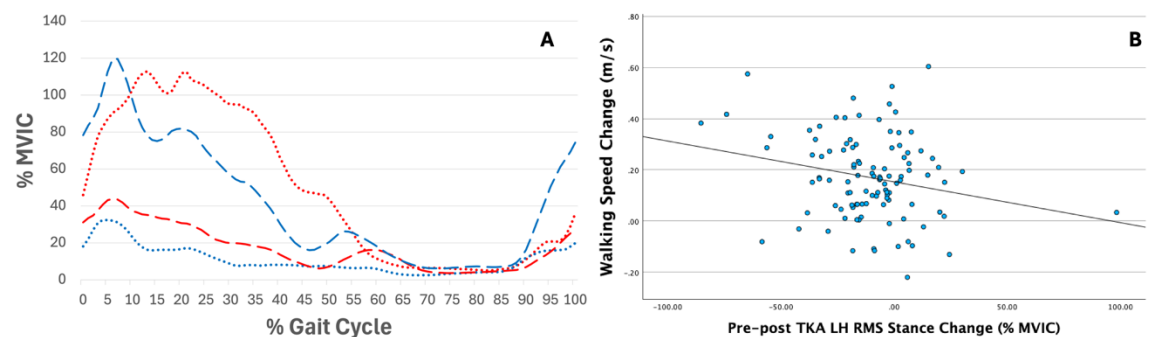 A
% MVIC
140
120
100
80
60
40
20
0
0 5 10 15 20 25 30 35 40 45 50 55 60 65 70 75 80 85 90 95 100
% Gait Cycle
B
Walking Speed Change (m/s)
.80
.60
.40
.20
.00
-.20
-100.00 -50.00 .00 50.00 100.00
Pre-post TKA LH RMS Stance Change (% MVIC)